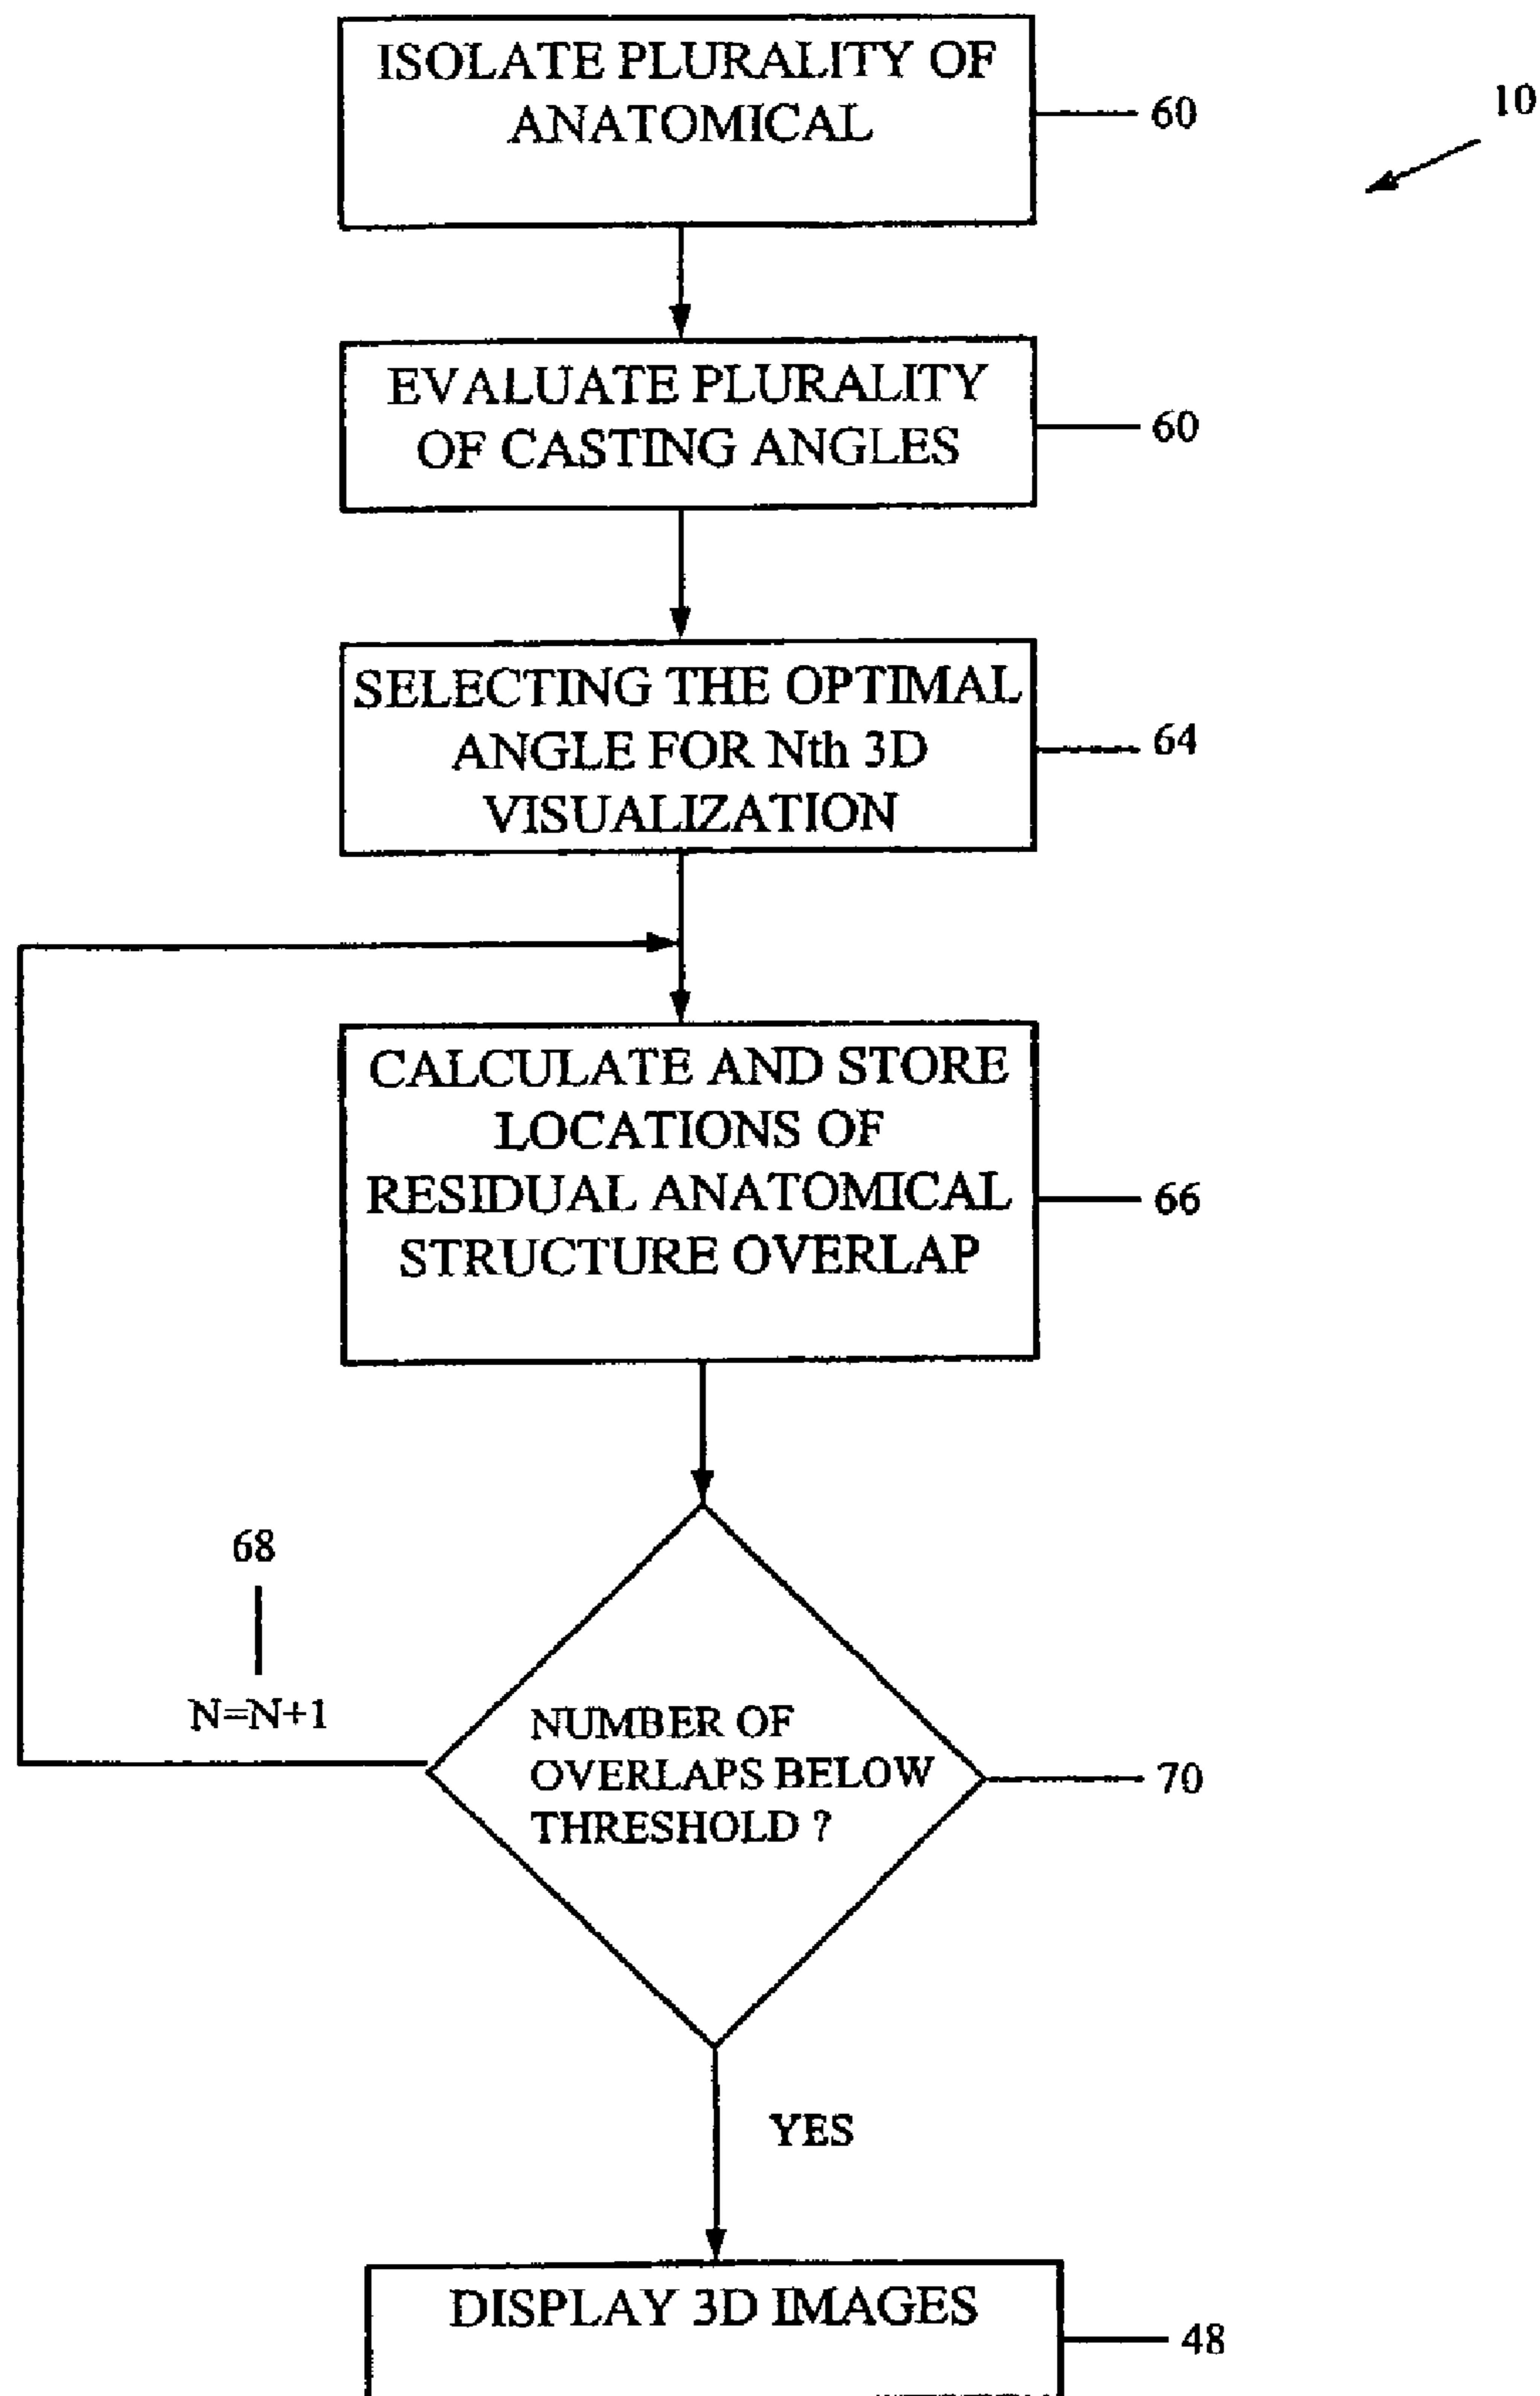 ISOLATE PLURALITY OF
ANATOMICAL
60
10
EVALUATE PLURALITY
OF CASTING ANGLES
60
SELECTING THE OPTIMAL
ANGLE FOR Nth 3D
VISUALIZATION
64
CALCULATE AND STORE
LOCATIONS OF
RESIDUAL ANATOMICAL
STRUCTURE OVERLAP
66
68
N=N+1
NUMBER OF
OVERLAPS BELOW
THRESHOLD ?
70
YES
DISPLAY 3D IMAGES
48